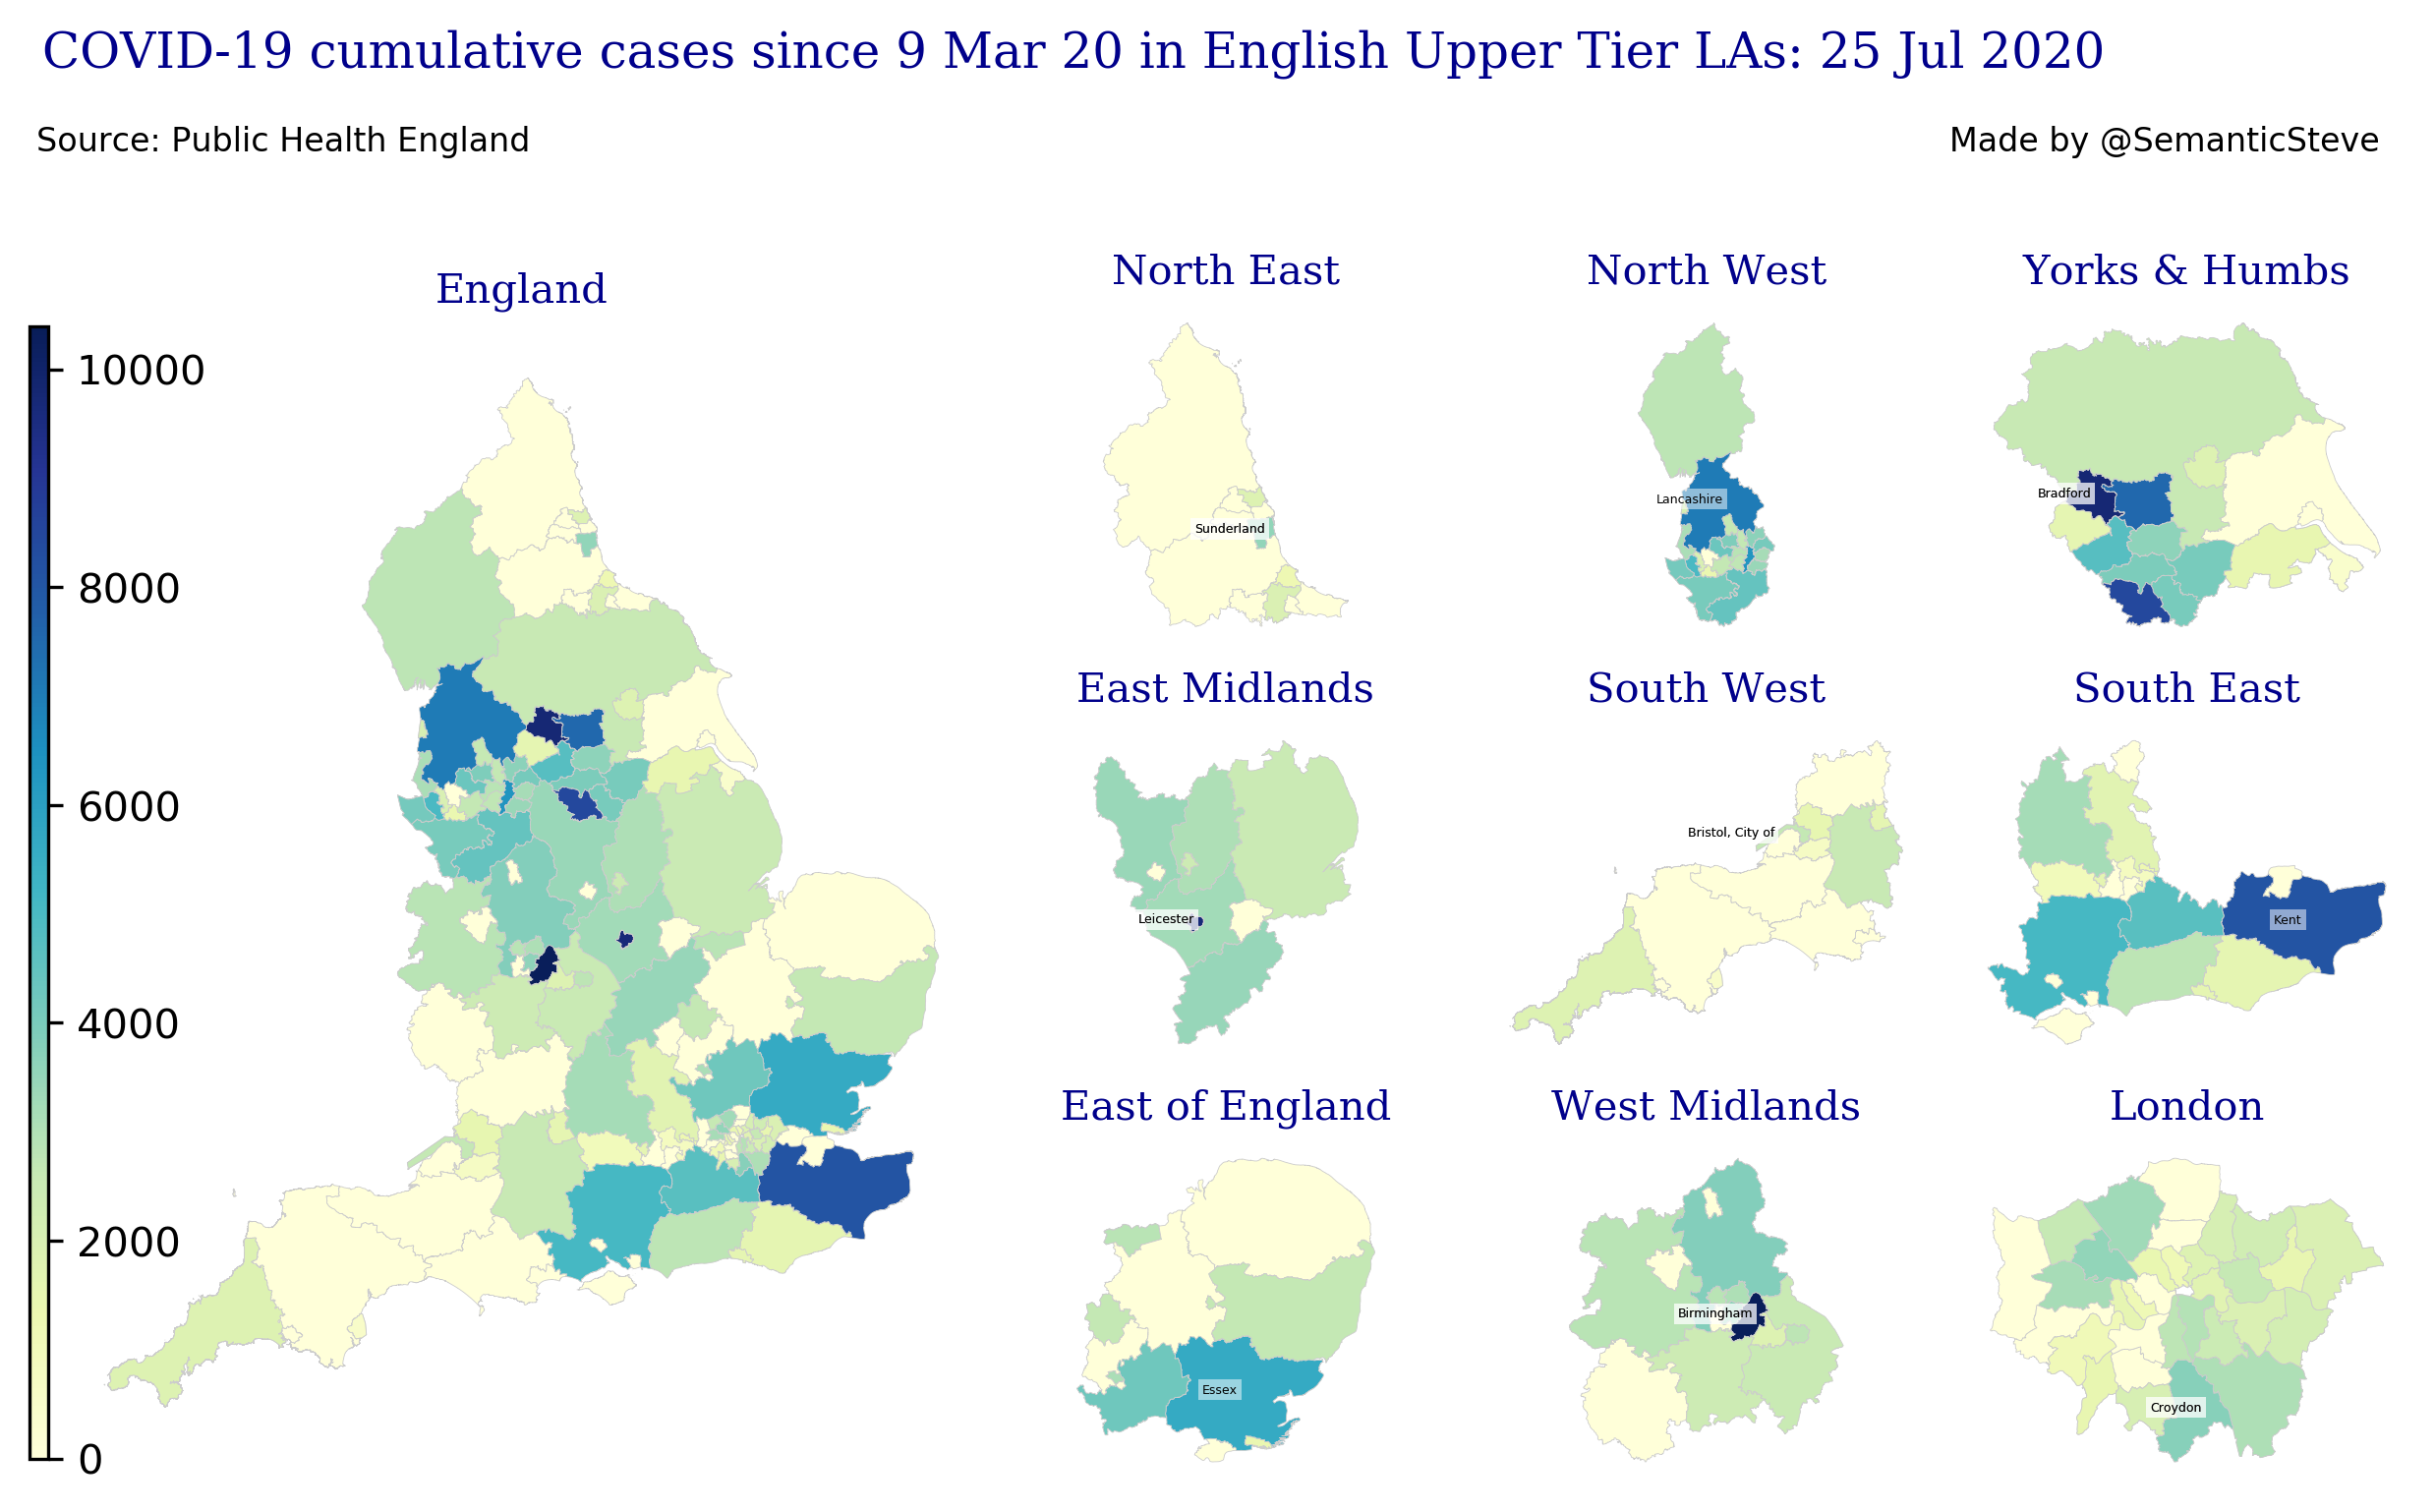 COVID-19 cumulative cases since 9 Mar 20 in English Upper Tier LAs: 25 Jul 2020
Source: Public Health England
Made by @SemanticSteve
England
10000
8000
6000
4000
2000
0
North East
Sunderland
North West
Lancashire
Yorks & Humbs
Bradford
East Midlands
Leicester
South West
Bristol, City of
South East
Kent
East of England
Essex
West Midlands
Birmingham
London
Croydon